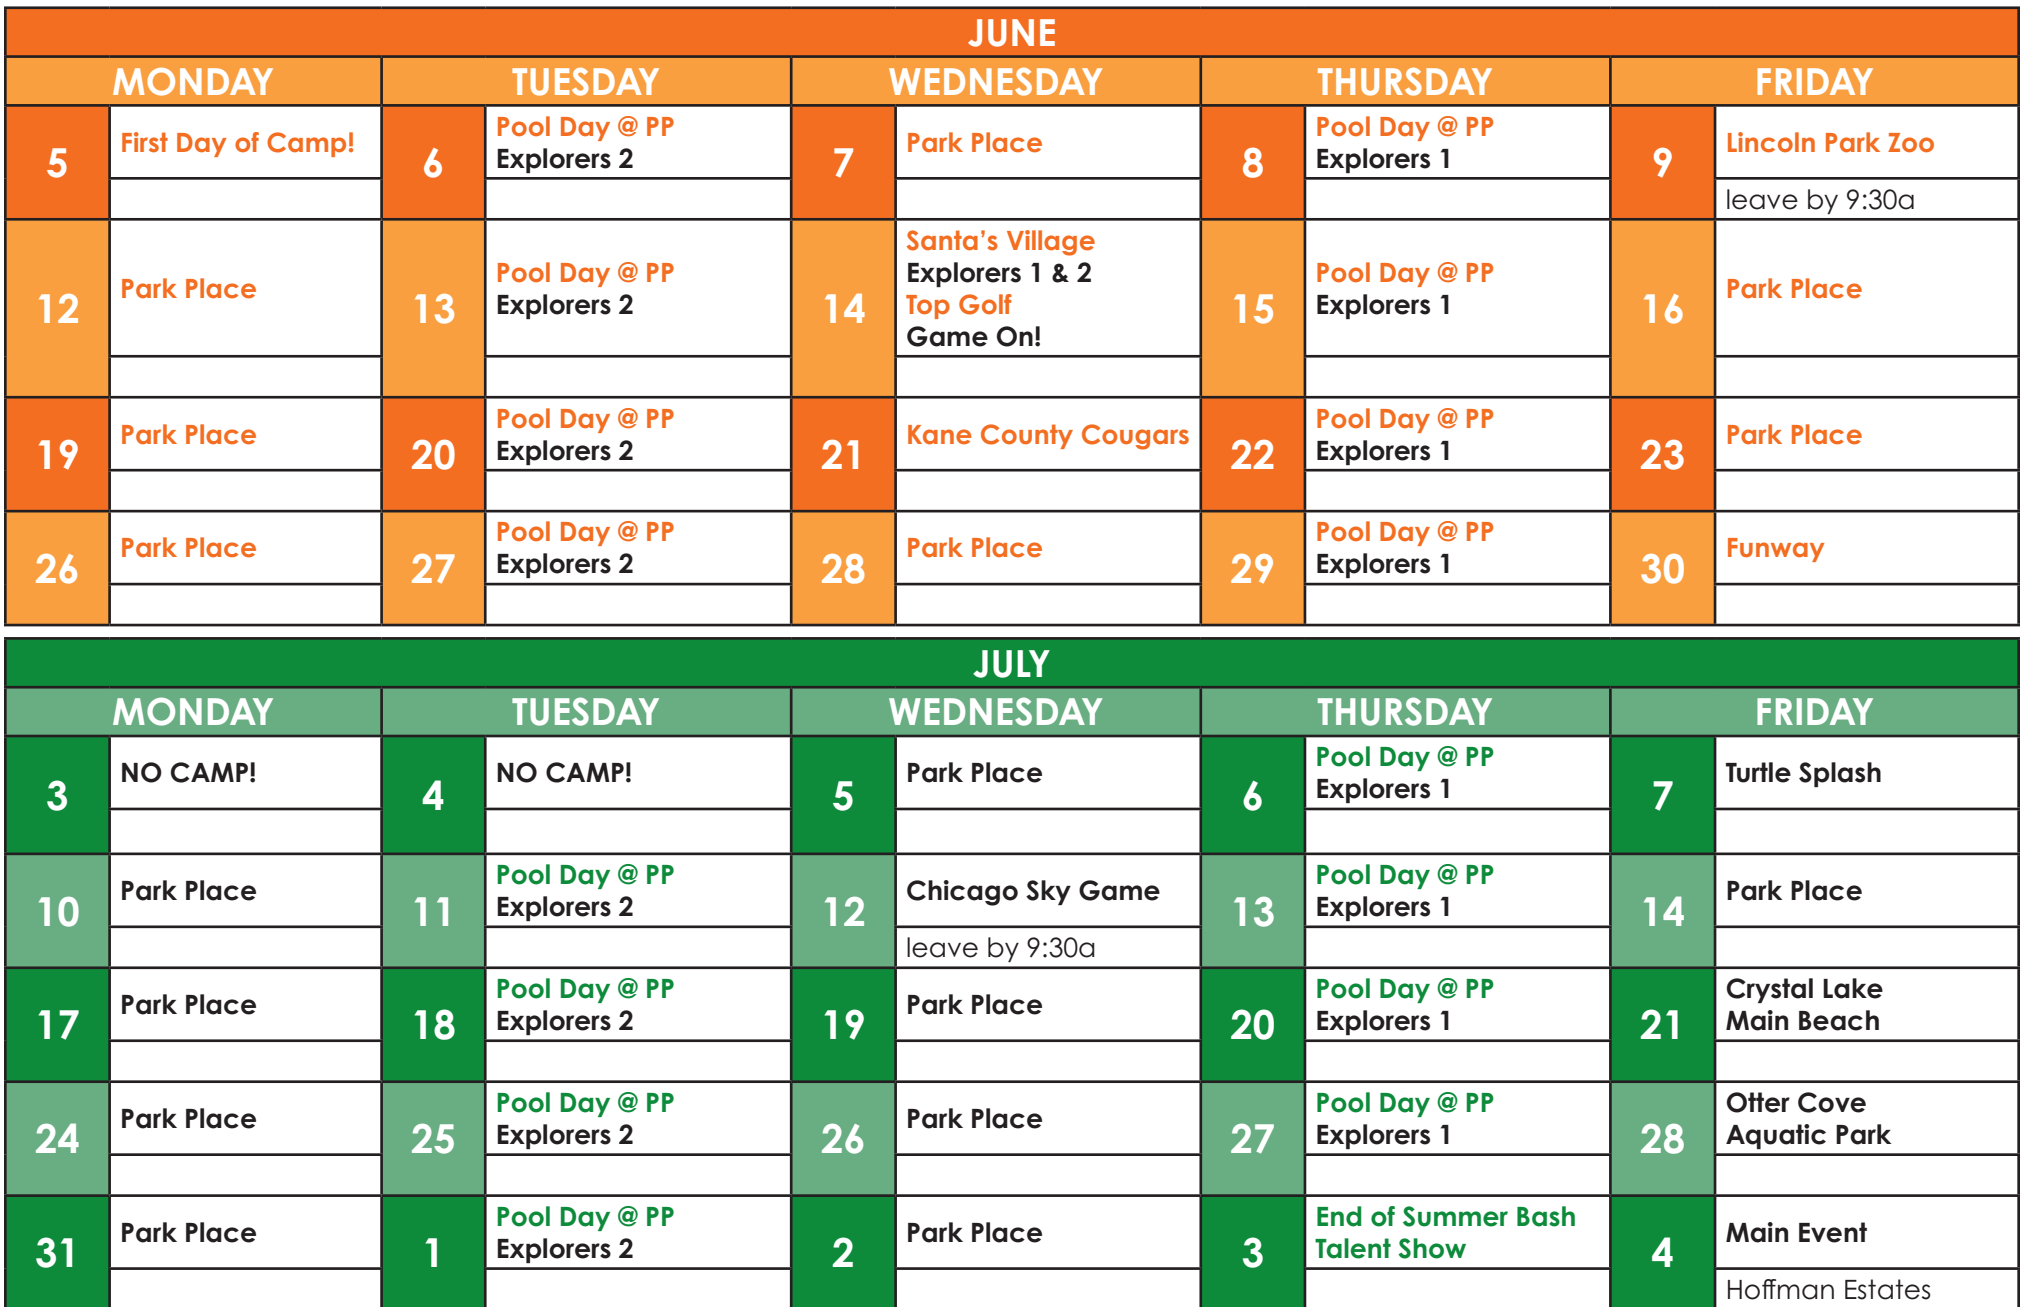 JUNE
MONDAY
TUESDAY
WEDNESDAY
THURSDAY
FRIDAY
5
First Day of Camp!
6
Pool Day @ PP
Explorers 2
7
Park Place
8
Pool Day @ PP
Explorers 1
9
Lincoln Park Zoo
leave by 9:30a
12
Park Place
13
Pool Day @ PP
Explorers 2
14
Santa's Village
Explorers 1 & 2
Top Golf
Game On!
15
Pool Day @ PP
Explorers 1
16
Park Place
19
Park Place
20
Pool Day @ PP
Explorers 2
21
Kane County Cougars
22
Pool Day @ PP
Explorers 1
23
Park Place
26
Park Place
27
Pool Day @ PP
Explorers 2
28
Park Place
29
Pool Day @ PP
Explorers 1
30
Funway
JULY
MONDAY
TUESDAY
WEDNESDAY
THURSDAY
FRIDAY
3
NO CAMP!
4
NO CAMP!
5
Park Place
6
Pool Day @ PP
Explorers 1
7
Turtle Splash
10
Park Place
11
Pool Day @ PP
Explorers 2
12
Chicago Sky Game
leave by 9:30a
13
Pool Day @ PP
Explorers 1
14
Park Place
17
Park Place
18
Pool Day @ PP
Explorers 2
19
Park Place
20
Pool Day @ PP
Explorers 1
21
Crystal Lake
Main Beach
24
Park Place
25
Pool Day @ PP
Explorers 2
26
Park Place
27
Pool Day @ PP
Explorers 1
28
Otter Cove
Aquatic Park
31
Park Place
1
Pool Day @ PP
Explorers 2
2
Park Place
3
End of Summer Bash
Talent Show
4
Main Event
Hoffman Estates